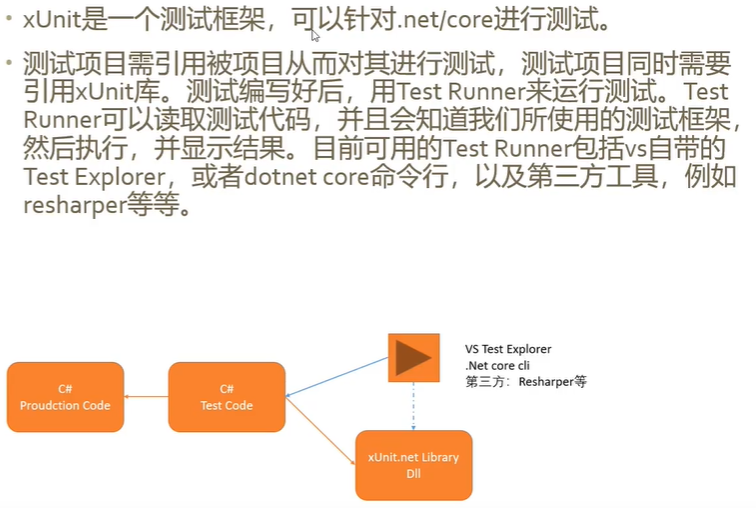 • xUnit是一个测试框架，可以针对.net/core进行测试。
• 测试项目需引用被项目从而对其进行测试，测试项目同时需要
引用xUnit库。测试编写好后，用Test Runner来运行测试。Test
Runner可以读取测试代码，并且会知道我们所使用的测试框架，
然后执行，并显示结果。目前可用的Test Runner包括vs自带的
Test Explorer，或者dotnet core命令行，以及第三方工具，例如
resharper等等。
VS Test Explorer
.Net core cli
第三方：Resharper等
C#
Proudction Code
C#
Test Code
xUnit.net Library
Dll